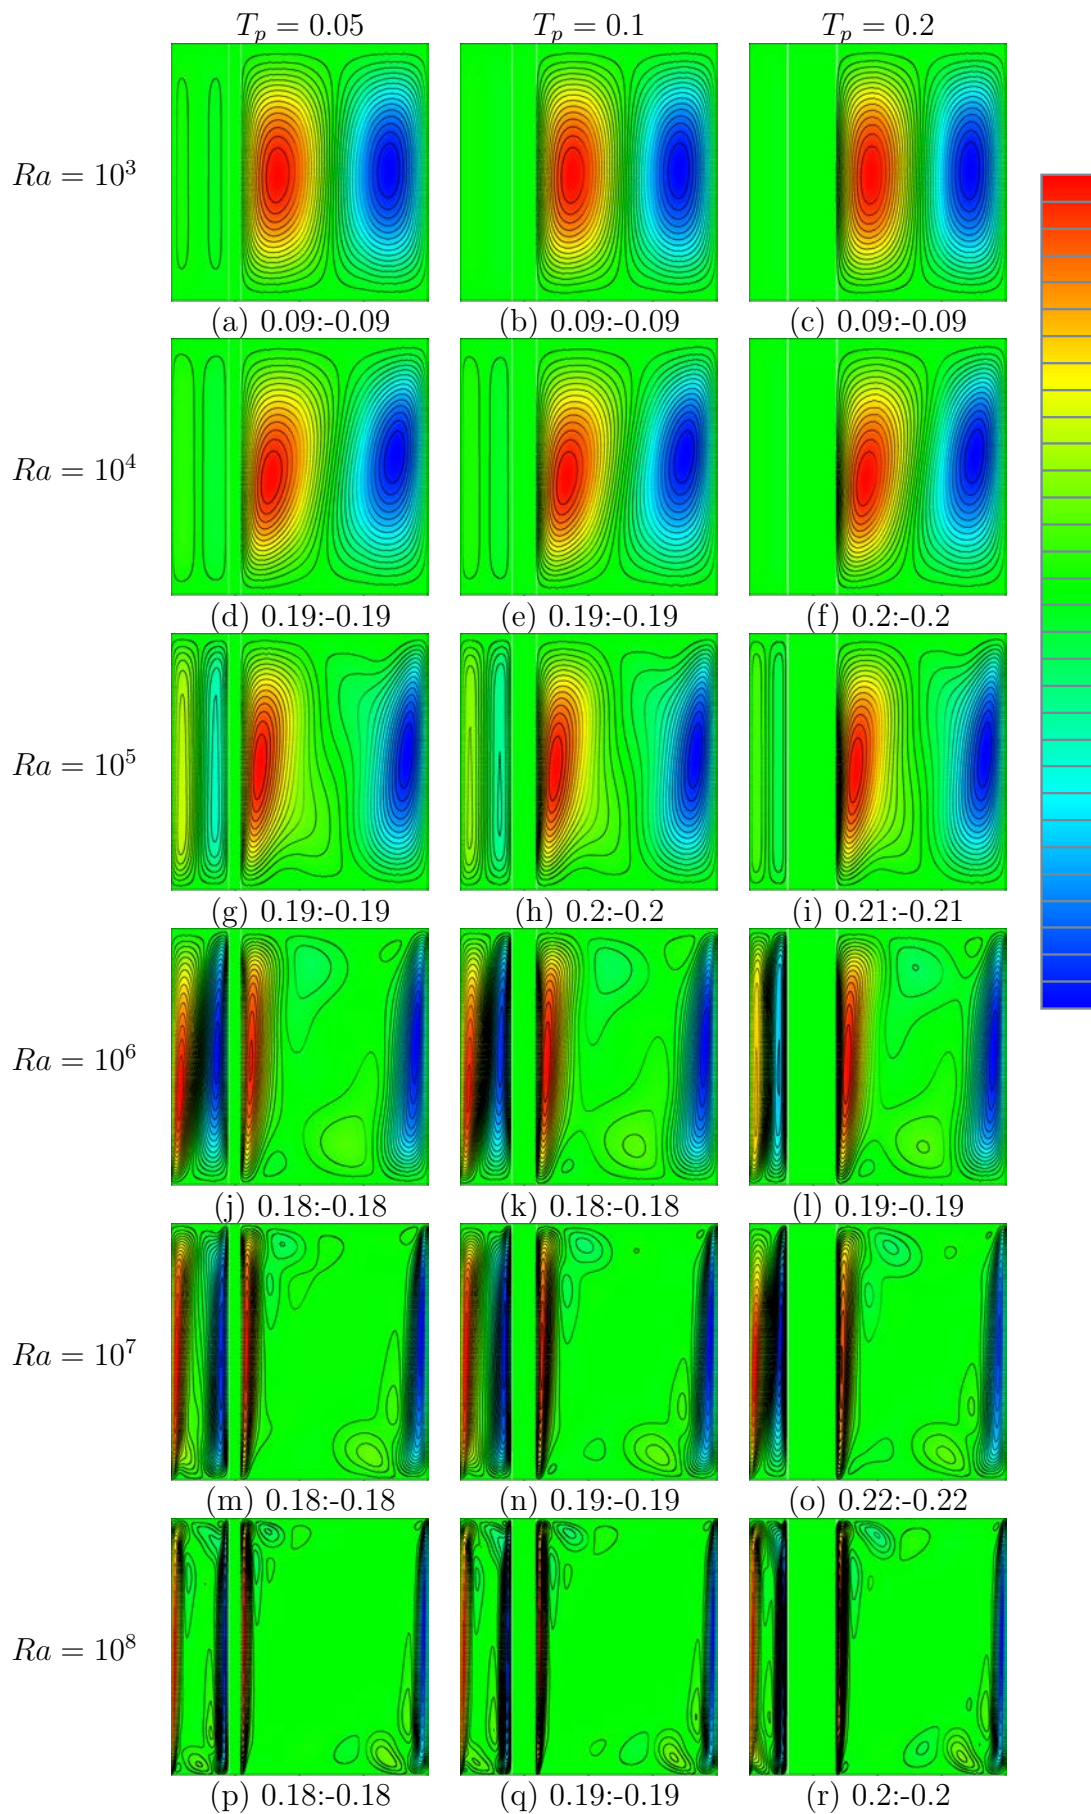 T_p = 0.05 T_p = 0.1 T_p = 0.2
Ra = 10^3
(a) 0.09:-0.09 (b) 0.09:-0.09 (c) 0.09:-0.09
Ra = 10^4
(d) 0.19:-0.19 (e) 0.19:-0.19 (f) 0.2:-0.2
Ra = 10^5
(g) 0.19:-0.19 (h) 0.2:-0.2 (i) 0.21:-0.21
Ra = 10^6
(j) 0.18:-0.18 (k) 0.18:-0.18 (l) 0.19:-0.19
Ra = 10^7
(m) 0.18:-0.18 (n) 0.19:-0.19 (o) 0.22:-0.22
Ra = 10^8
(p) 0.18:-0.18 (q) 0.19:-0.19 (r) 0.2:-0.2